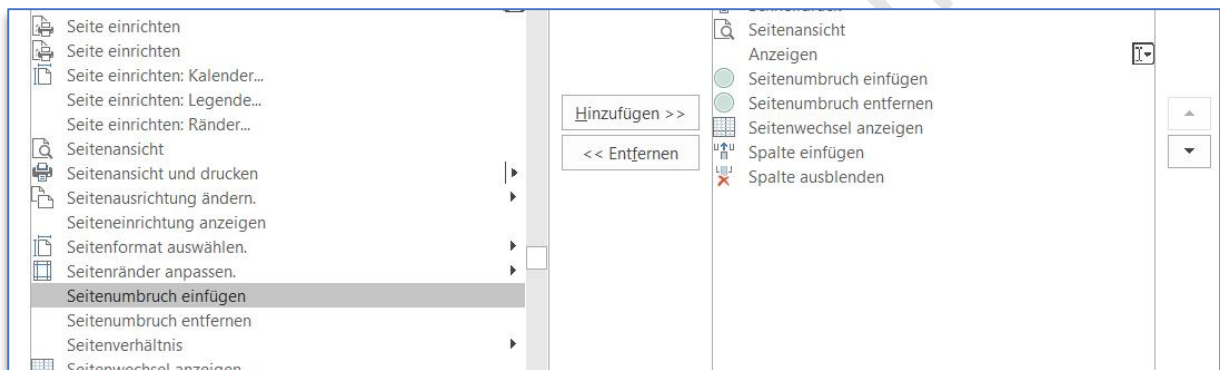 Seite einrichten
Seite einrichten
Seite einrichten: Kalender...
Seite einrichten: Legende...
Seite einrichten: Ränder...
Seitenansicht
Seitenansicht und drucken
Seitenausrichtung ändern.
Seiteneinrichtung anzeigen
Seitenformat auswählen.
Seitenränder anpassen.
Seitenumbruch einfügen
Seitenumbruch entfernen
Seitenverhältnis
Seitenwechsel anzeigen
Hinzufügen >>
<< Entfernen
Seitenansicht
Anzeigen
Seitenumbruch einfügen
Seitenumbruch entfernen
Seitenwechsel anzeigen
Spalte einfügen
Spalte ausblenden